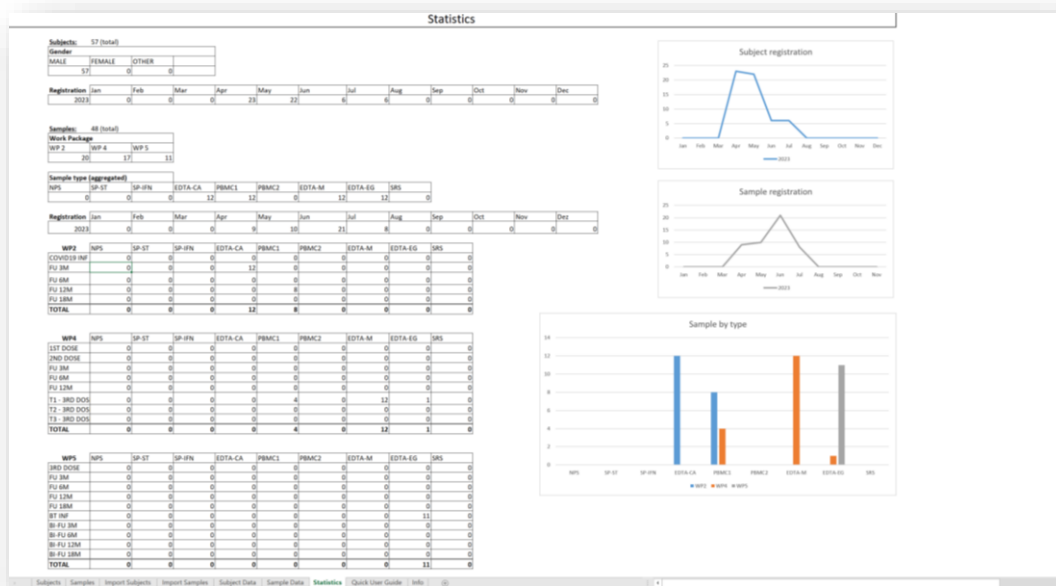 Statistics
Subjects: 57 (total)
Gender
MALE FEMALE OTHER
57 0 0
Registration Jan Feb Mar Apr May Jun Jul Aug Sep Oct Nov Dec
2023 0 0 0 23 22 6 6 0 0 0 0 0
Samples: 48 (total)
Work Package
WP 2 WP 4 WP 5
20 17 11
Sample type (aggregated)
NPS SP-ST SP-IFN EDTA-CA PBMC1 PBMC2 EDTA-M EDTA-EG SRS
0 0 0 12 12 0 12 12 0
Registration Jan Feb Mar Apr May Jun Jul Aug Sep Oct Nov Dez
2023 0 0 0 9 10 21 8 0 0 0 0 0
WP2 NPS SP-ST SP-IFN EDTA-CA PBMC1 PBMC2 EDTA-M EDTA-EG SRS
COVID19 INF 0 0 0 0 0 0 0 0 0
FU 3M 0 0 0 12 0 0 0 0 0
FU 6M 0 0 0 0 0 0 0 0 0
FU 12M 0 0 0 0 8 0 0 0 0
FU 18M 0 0 0 0 0 0 0 0 0
TOTAL 0 0 0 12 8 0 0 0 0
WP4 NPS SP-ST SP-IFN EDTA-CA PBMC1 PBMC2 EDTA-M EDTA-EG SRS
1ST DOSE 0 0 0 0 0 0 0 0 0
2ND DOSE 0 0 0 0 0 0 0 0 0
FU 3M 0 0 0 0 0 0 0 0 0
FU 6M 0 0 0 0 0 0 0 0 0
FU 12M 0 0 0 0 0 0 0 0 0
T1 - 3RD DOS 0 0 0 0 4 0 12 1 0
T2 - 3RD DOS 0 0 0 0 0 0 0 0 0
T3 - 3RD DOS 0 0 0 0 0 0 0 0 0
TOTAL 0 0 0 0 4 0 12 1 0
WP5 NPS SP-ST SP-IFN EDTA-CA PBMC1 PBMC2 EDTA-M EDTA-EG SRS
3RD DOSE 0 0 0 0 0 0 0 0 0
FU 3M 0 0 0 0 0 0 0 0 0
FU 6M 0 0 0 0 0 0 0 0 0
FU 12M 0 0 0 0 0 0 0 0 0
FU 18M 0 0 0 0 0 0 0 0 0
BT INF 0 0 0 0 0 0 0 11 0
BI-FU 3M 0 0 0 0 0 0 0 0 0
BI-FU 6M 0 0 0 0 0 0 0 0 0
BI-FU 12M 0 0 0 0 0 0 0 0 0
BI-FU 18M 0 0 0 0 0 0 0 0 0
TOTAL 0 0 0 0 0 0 0 11 0
Subject registration
25
20
15
10
5
0
Jan Feb Mar Apr May Jun Jul Aug Sep Oct Nov Dec
2023
Sample registration
25
20
15
10
5
0
Jan Feb Mar Apr May Jun Jul Aug Sep Oct Nov
2023
Sample by type
14
12
10
8
6
4
2
0
NPS SP-ST SP-IFN EDTA-CA PBMC1 PBMC2 EDTA-M EDTA-EG SRS
WP2 WP4 WP5
Subjects Samples Import Subjects Import Samples Subject Data Sample Data Statistics Quick User Guide Info